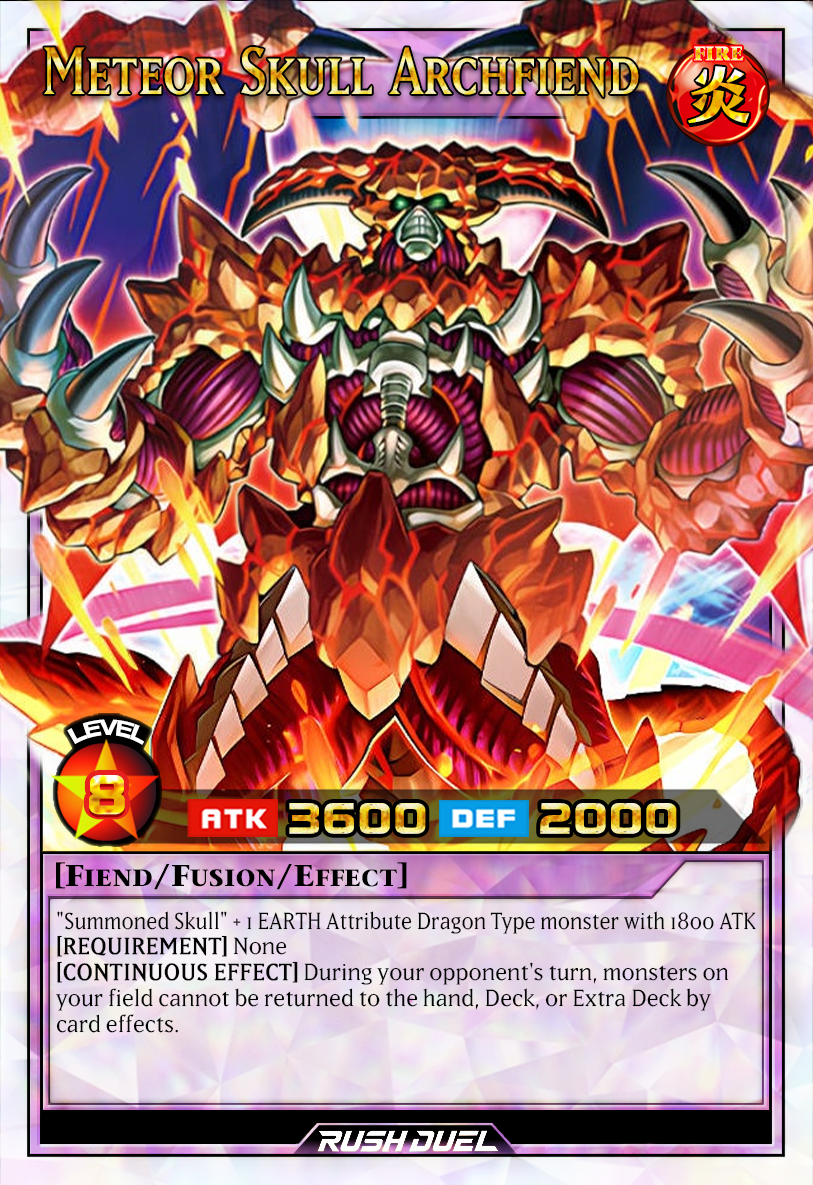 Meteor Skull Archfiend
FIRE
炎
LEVEL
8
ATK 3600 DEF 2000
[Fiend/Fusion/Effect]
"Summoned Skull" + 1 EARTH Attribute Dragon Type monster with 1800 ATK
[REQUIREMENT] None
[CONTINUOUS EFFECT] During your opponent's turn, monsters on
your field cannot be returned to the hand, Deck, or Extra Deck by
card effects.
RUSH DUEL